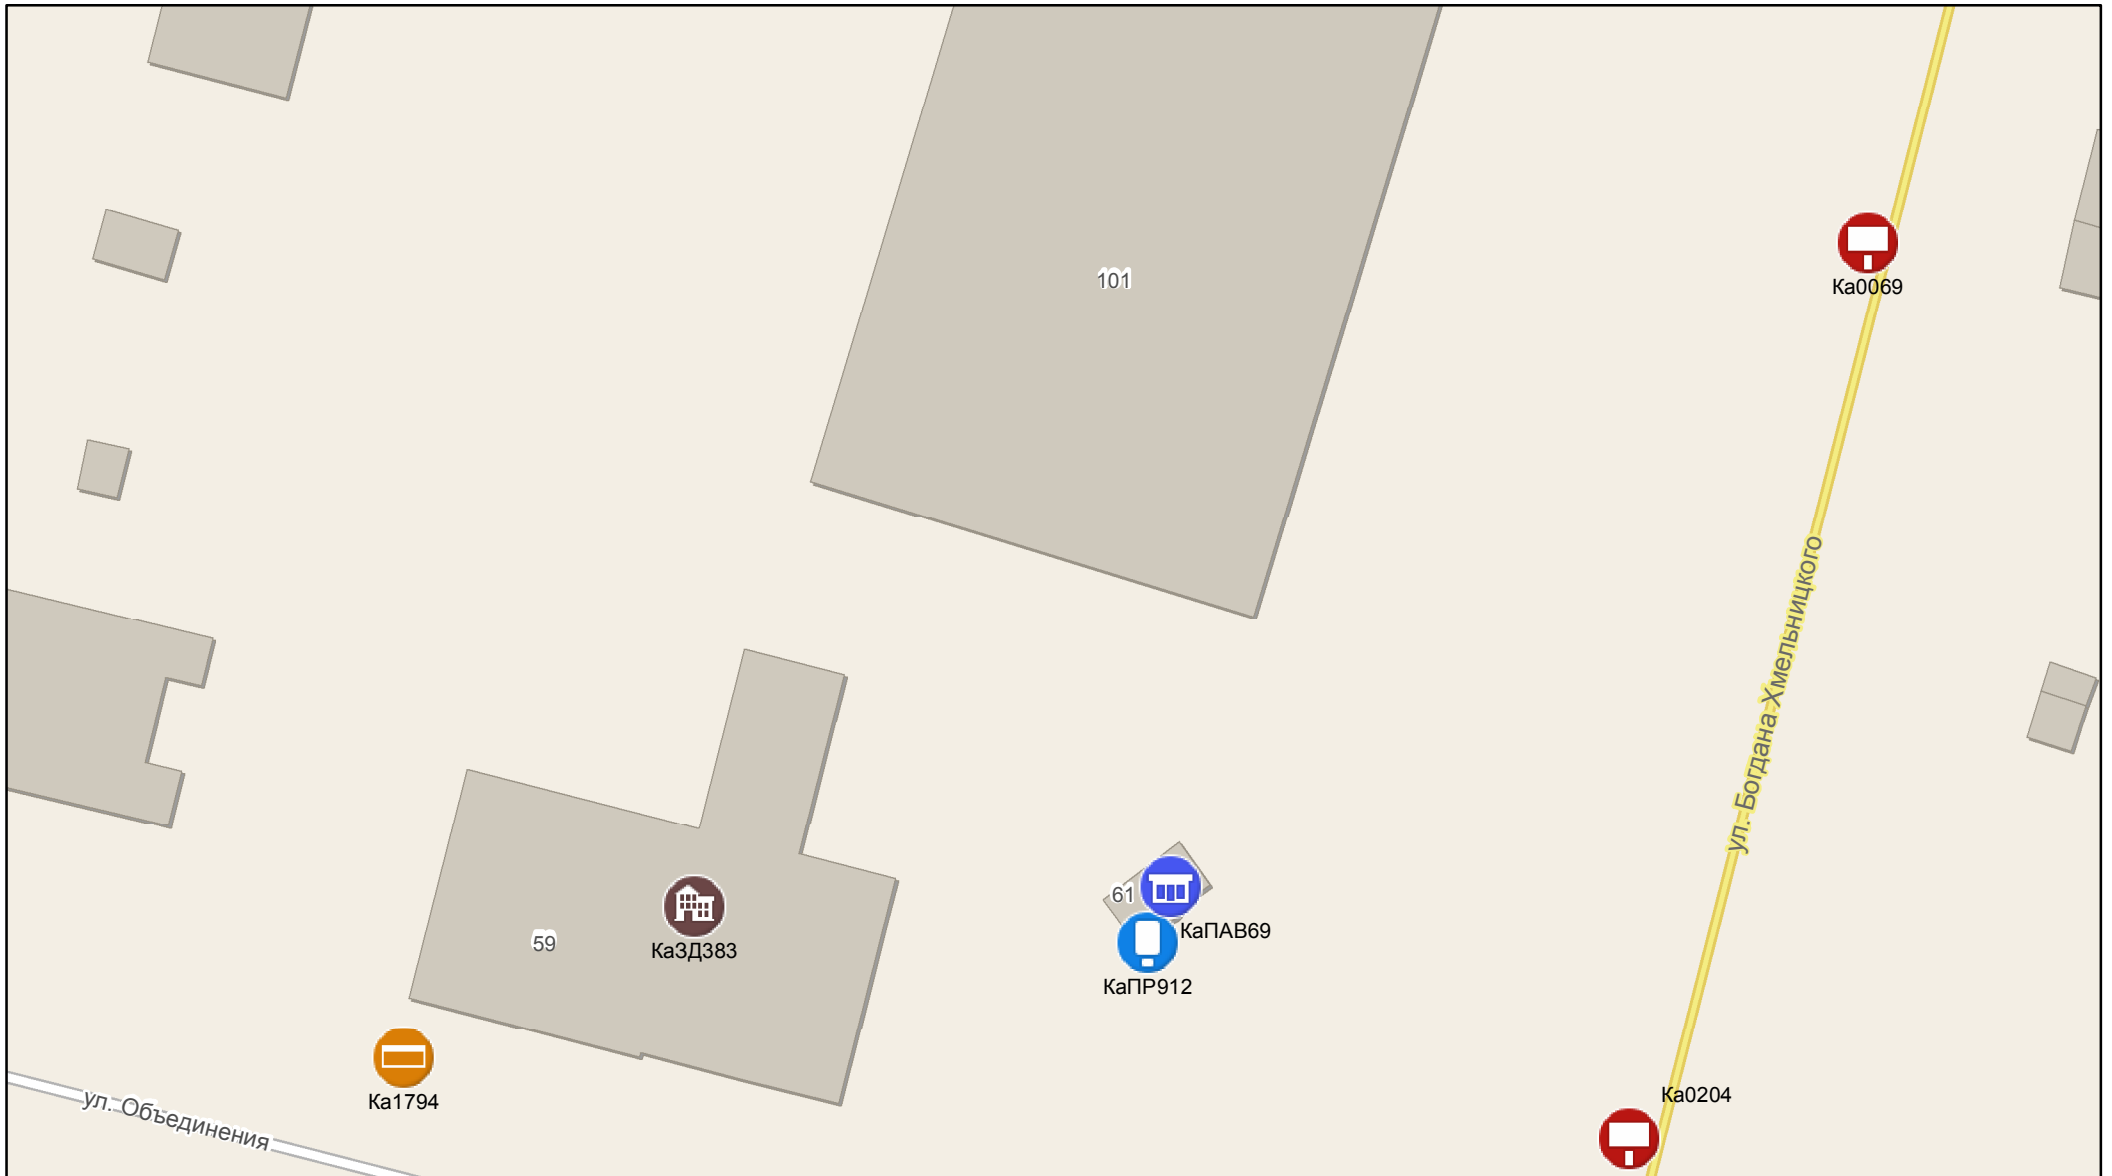 101
Ка0069
ул. Богдана Хмельницкого
61
КаПАВ69
59
КаЗД383
КаПР912
Ка1794
Ка0204
ул. Объединения